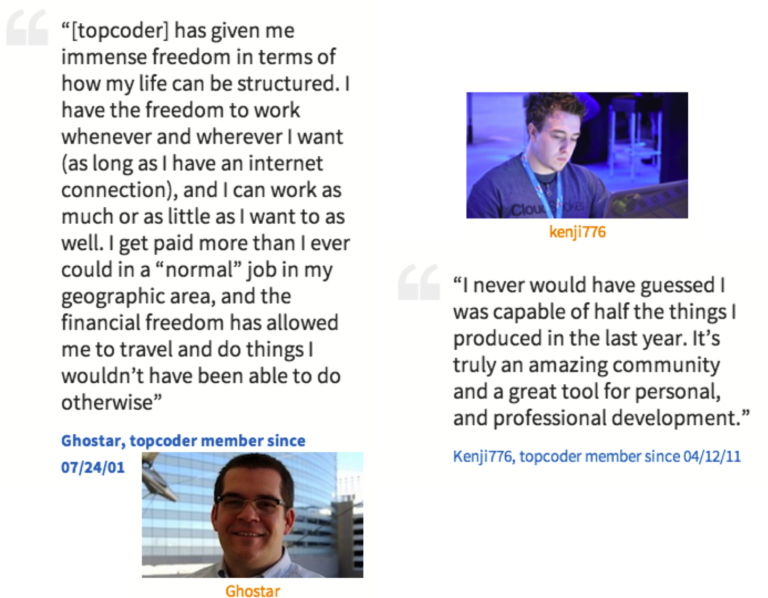 “[topcoder] has given me
immense freedom in terms of
how my life can be structured. I
have the freedom to work
whenever and wherever I want
(as long as I have an internet
connection), and I can work as
much or as little as I want to as
well. I get paid more than I ever
could in a “normal” job in my
geographic area, and the
financial freedom has allowed
me to travel and do things I
wouldn’t have been able to do
otherwise”
Ghostar, topcoder member since
07/24/01
Ghostar
kenji776
“I never would have guessed I
was capable of half the things I
produced in the last year. It’s
truly an amazing community
and a great tool for personal,
and professional development.”
Kenji776, topcoder member since 04/12/11